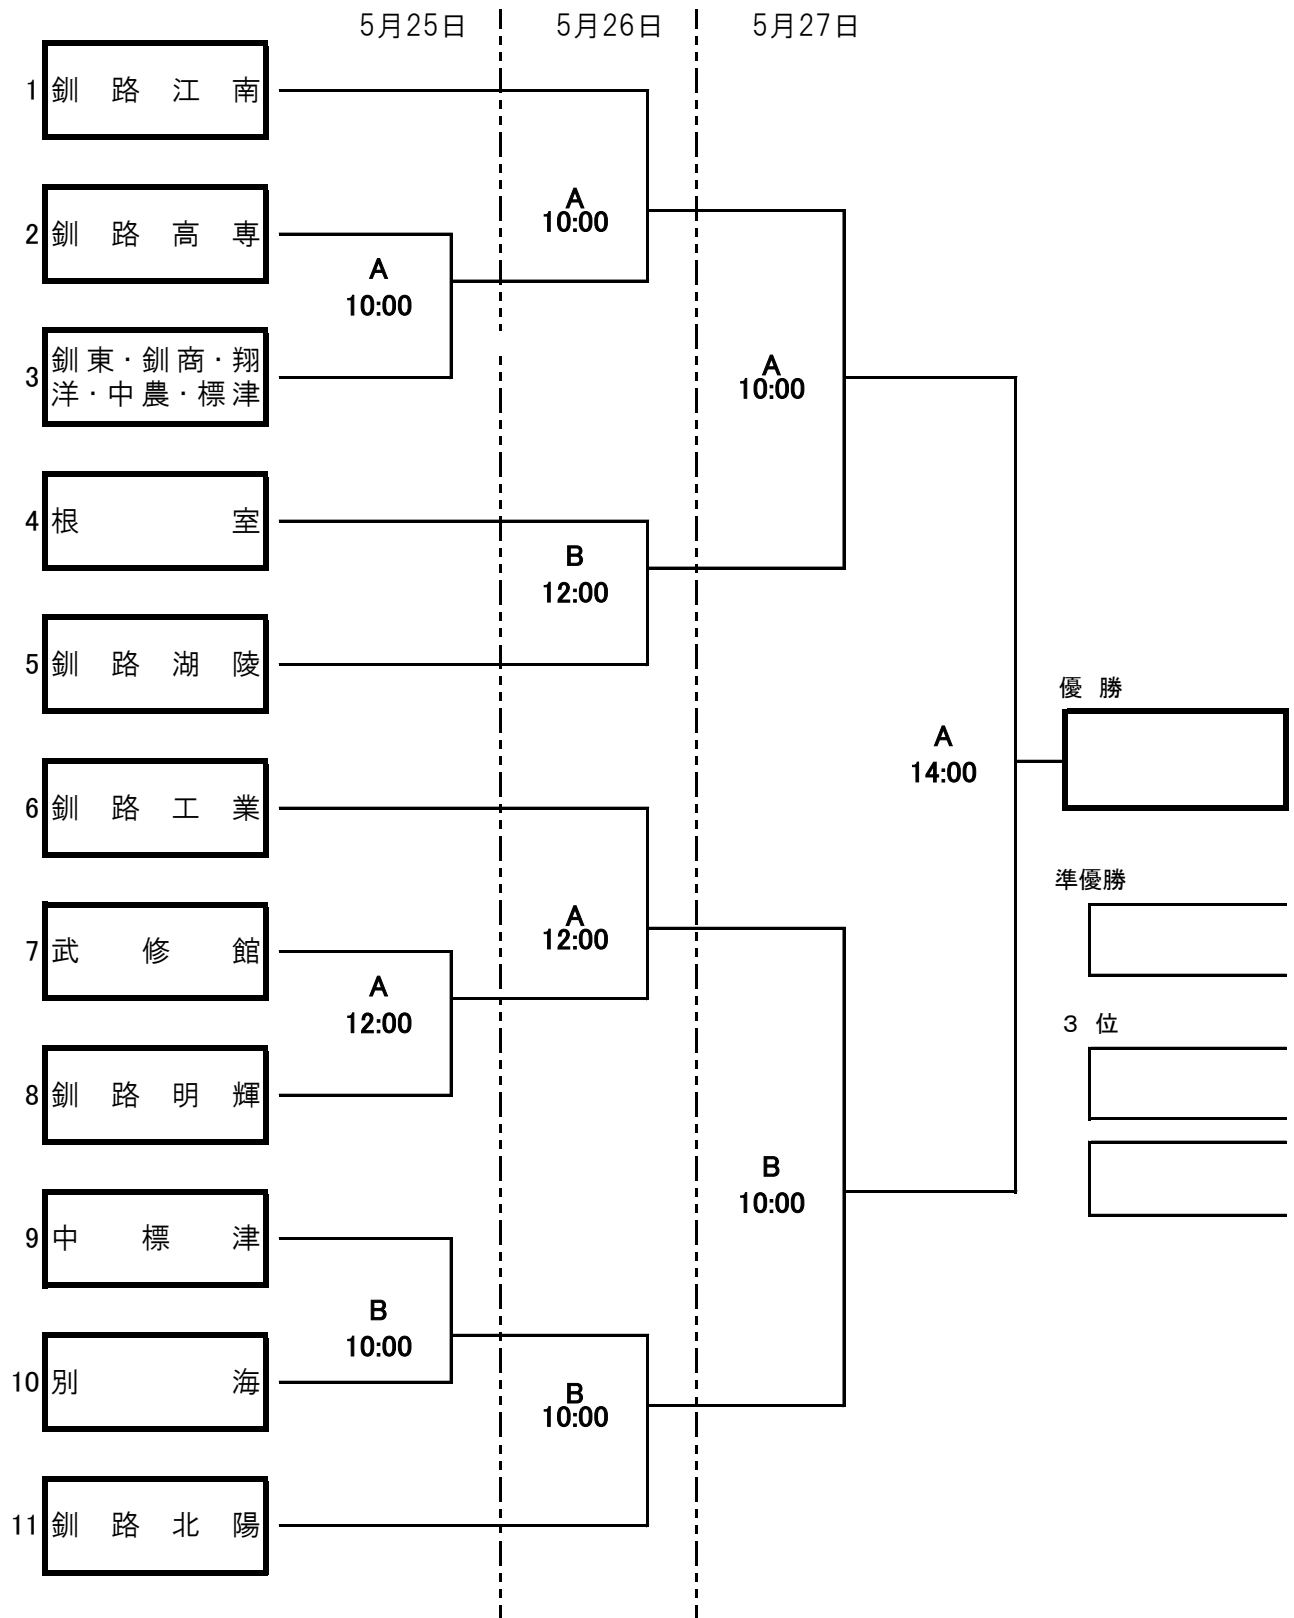 5月25日 5月26日 5月27日
1 釧路江南
A
10:00
2 釧路高専
A
10:00
3 釧東・釧商・翔
洋・中農・標津
A
10:00
4 根室
B
12:00
5 釧路湖陵
優勝
A
14:00
6 釧路工業
準優勝
7 武修館
A
12:00
A
12:00
3位
8 釧路明輝
B
10:00
9 中標津
B
10:00
10 別海
B
10:00
11 釧路北陽